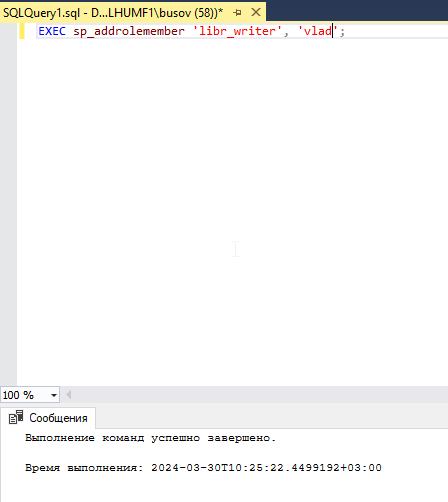 SQLQuery1.sql - D...LHUMF1\busov (58))*
EXEC sp_addrolemember 'libr_writer', 'vlad';
100 %
Сообщения
Выполнение команд успешно завершено.
Время выполнения: 2024-03-30T10:25:22.4499192+03:00